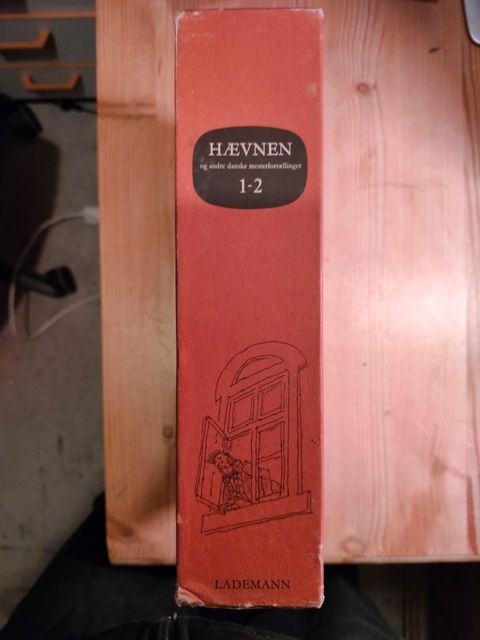 HÆVNEN
og andre danske mesterfortællinger
1-2
LADEMANN